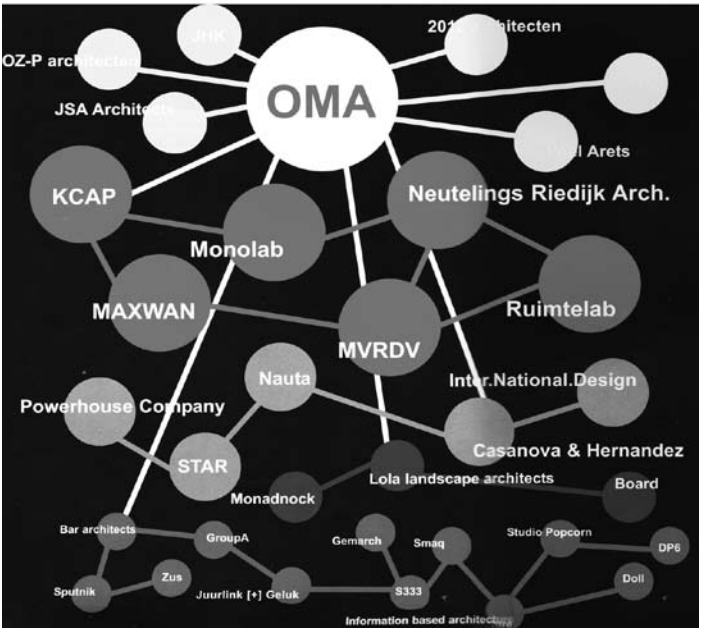 JHK
2012 Architecten
OZ-P architecten
OMA
JSA Architects
Arets
KCAP
Neutelings Riedijk Arch.
Monolab
MAXWAN
Ruimtelab
MVRDV
Nauta
Inter.National.Design
Powerhouse Company
Casanova & Hernandez
STAR
Lola landscape architects
Board
Monadnock
Bar architects
GroupA
Gemarch
Smaq
Studio Popcorn
DP6
Zus
Doll
Sputnik
Juurlink [+] Geluk
S333
Information based architecture